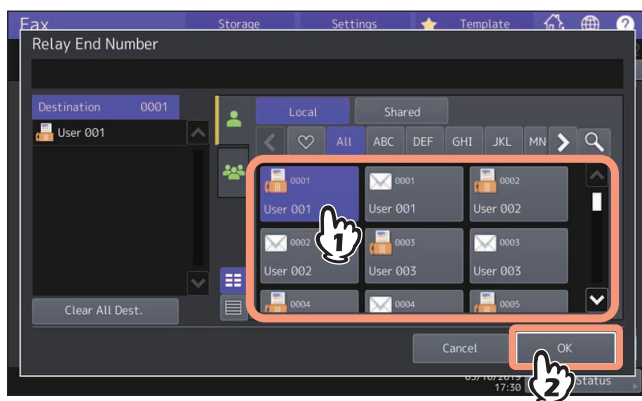 Fax Storage Settings Template
Relay End Number
Destination 0001
User 001
Local Shared
All ABC DEF GHI JKL MN
0001 0001 0002
User 001 User 001 User 002
1
0002 0003 0003
User 002 User 003 User 003
0004 0004 0005
Clear All Dest.
Cancel OK
17:30 Status
2